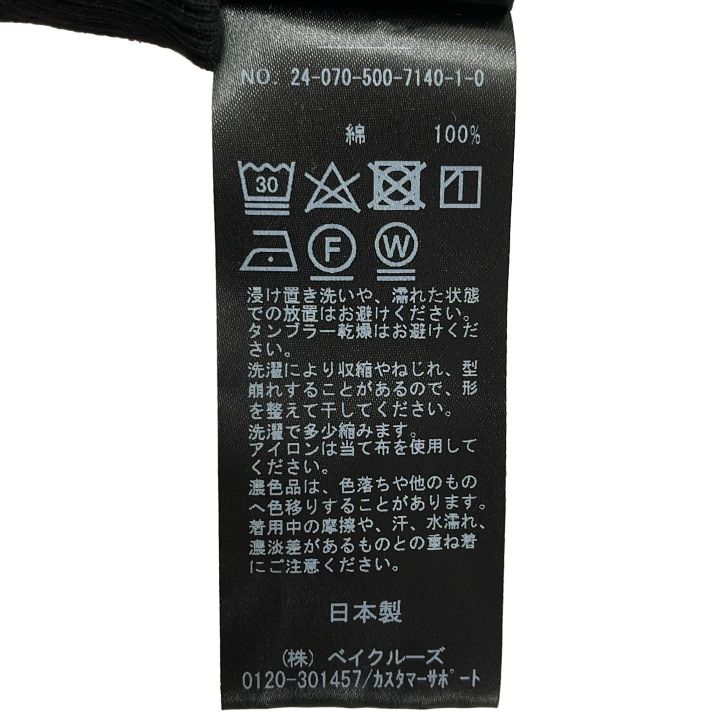 NO. 24-070-500-7140-1-0
綿 100%
30
F W
浸け置き洗いや、濡れた状態
での放置はお避けください。
タンブラー乾燥はお避けくだ
さい。
洗濯により収縮やねじれ、型
崩れすることがあるので、形
を整えて干してください。
洗濯で多少縮みます。
アイロンは当て布を使用して
ください。
濃色品は、色落ちや他のもの
へ色移りすることがあります。
着用中の摩擦や、汗、水濡れ、
濃淡差があるものとの重ね着
にご注意ください。
日本製
(株) ベイクルーズ
0120-301457/ｶｽﾀﾏｰｻﾎﾟｰﾄ